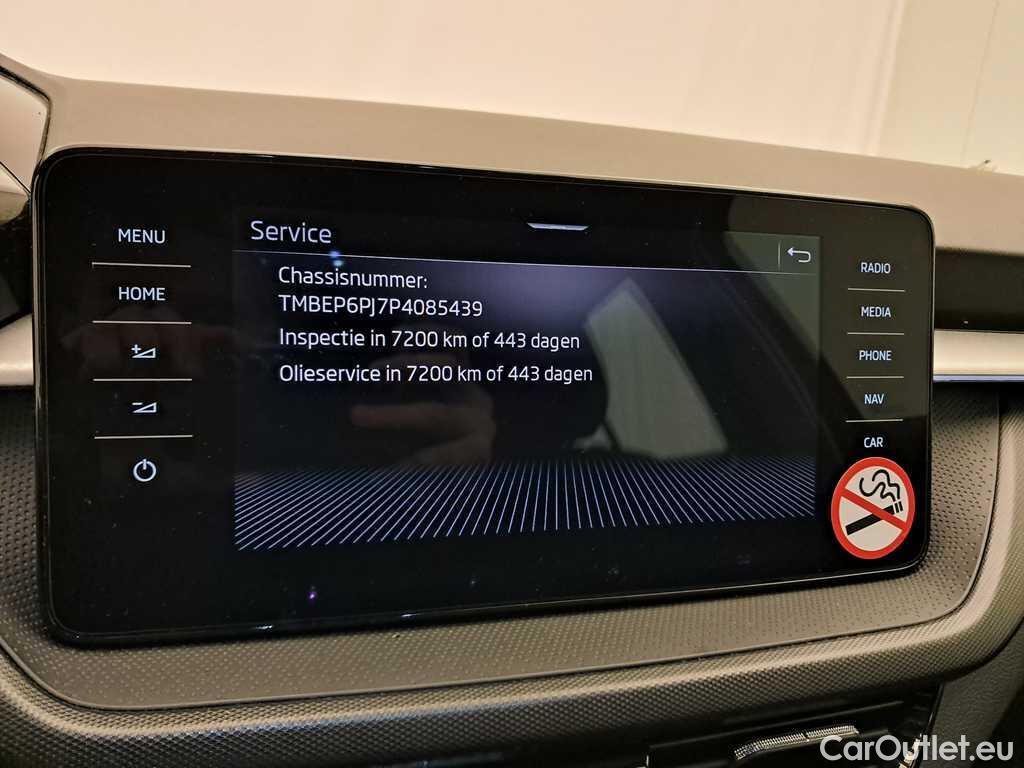 MENU
HOME
Service
Chassisnummer:
TMBEP6PJ7P4085439
Inspectie in 7200 km of 443 dagen
Olieservice in 7200 km of 443 dagen
RADIO
MEDIA
PHONE
NAV
CAR
CarOutlet.eu